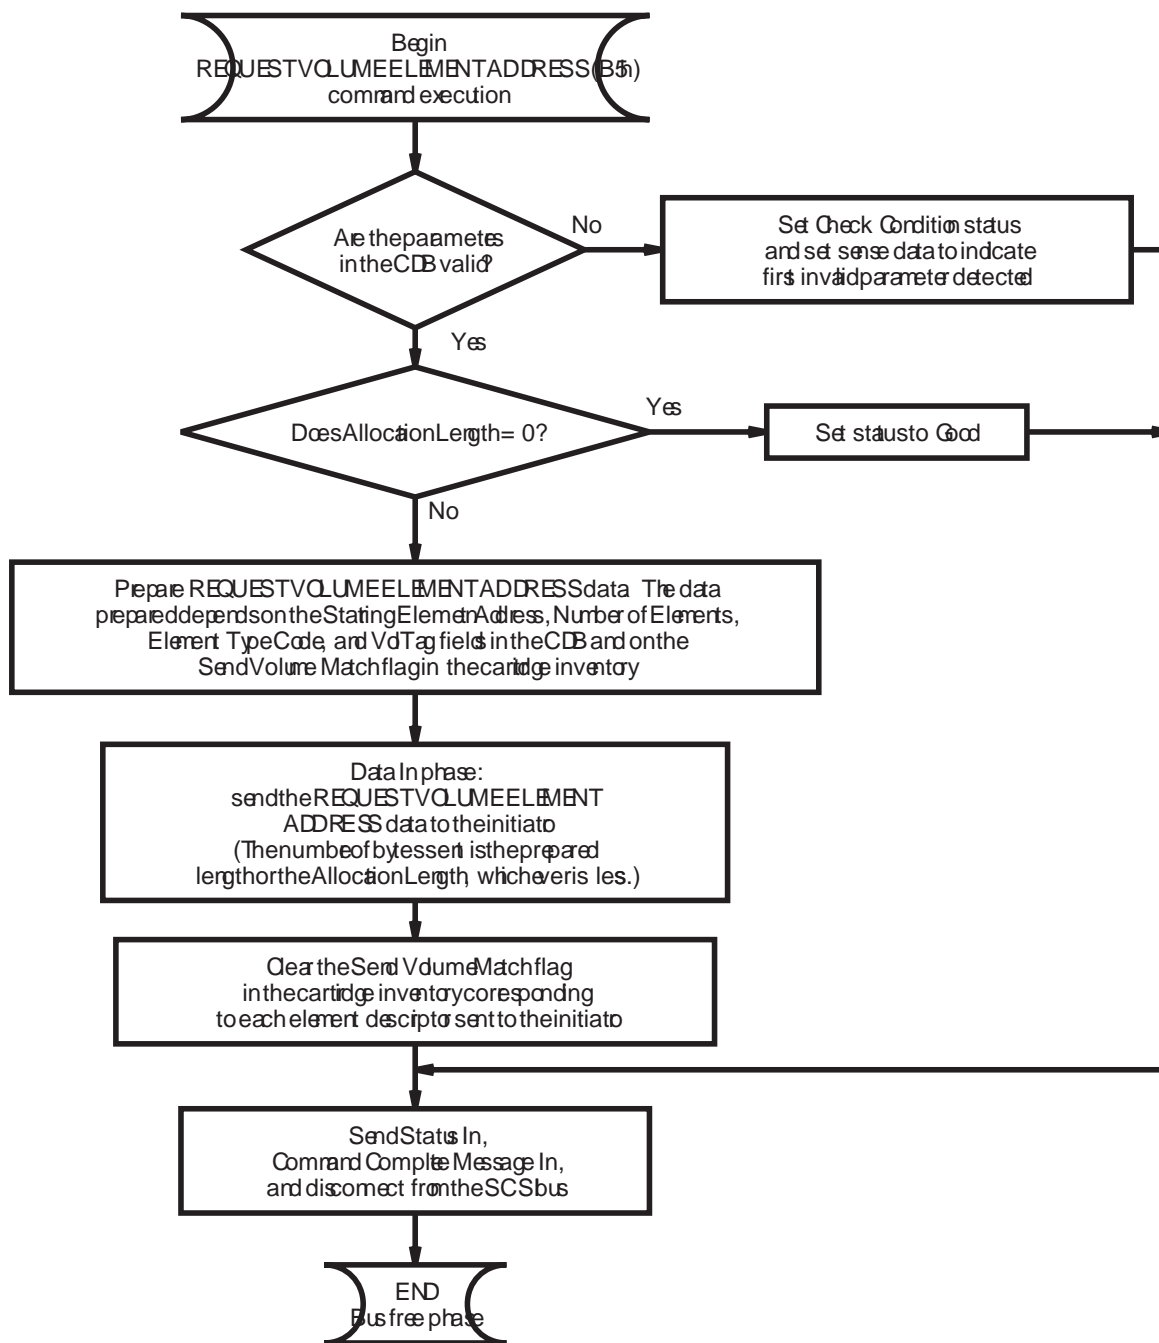 Begin
REQUEST VOLUME ELEMENT ADDRESS (B5h)
command execution
Are the parameters
in the CDB valid?
No
Set Check Condition status
and set sense data to indicate
first invalid parameter detected
Yes
Does Allocation Length = 0?
Yes
Set status to Good
No
Prepare REQUEST VOLUME ELEMENT ADDRESS data. The data
prepared depends on the Starting Element Address, Number of Elements,
Element Type Code, and VolTag fields in the CDB and on the
Send Volume Match flag in the cartridge inventory
Data In phase:
send the REQUEST VOLUME ELEMENT
ADDRESS data to the initiator
(The number of bytes sent is the prepared
length or the Allocation Length, whichever is less.)
Clear the Send Volume Match flag
in the cartridge inventory corresponding
to each element descriptor sent to the initiator
Send Status In,
Command Complete Message In,
and disconnect from the SCSI bus
END
Bus free phase